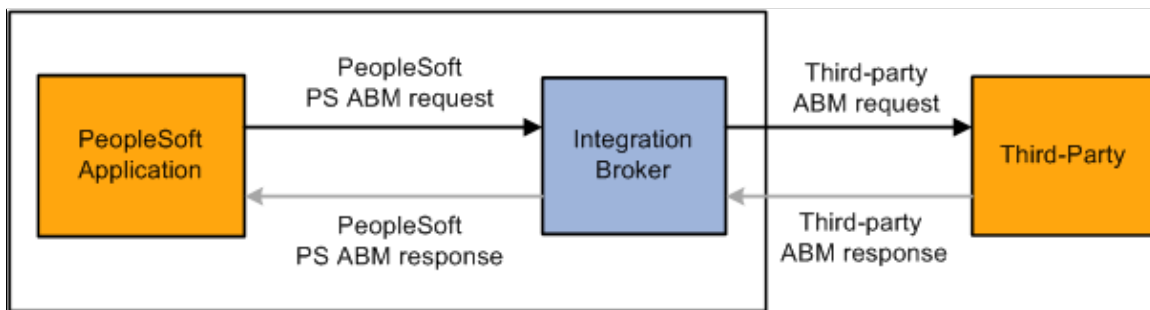 PeopleSoft
Application
PeopleSoft
PS ABM request
PeopleSoft
PS ABM response
Integration
Broker
Third-party
ABM request
Third-party
ABM response
Third-Party